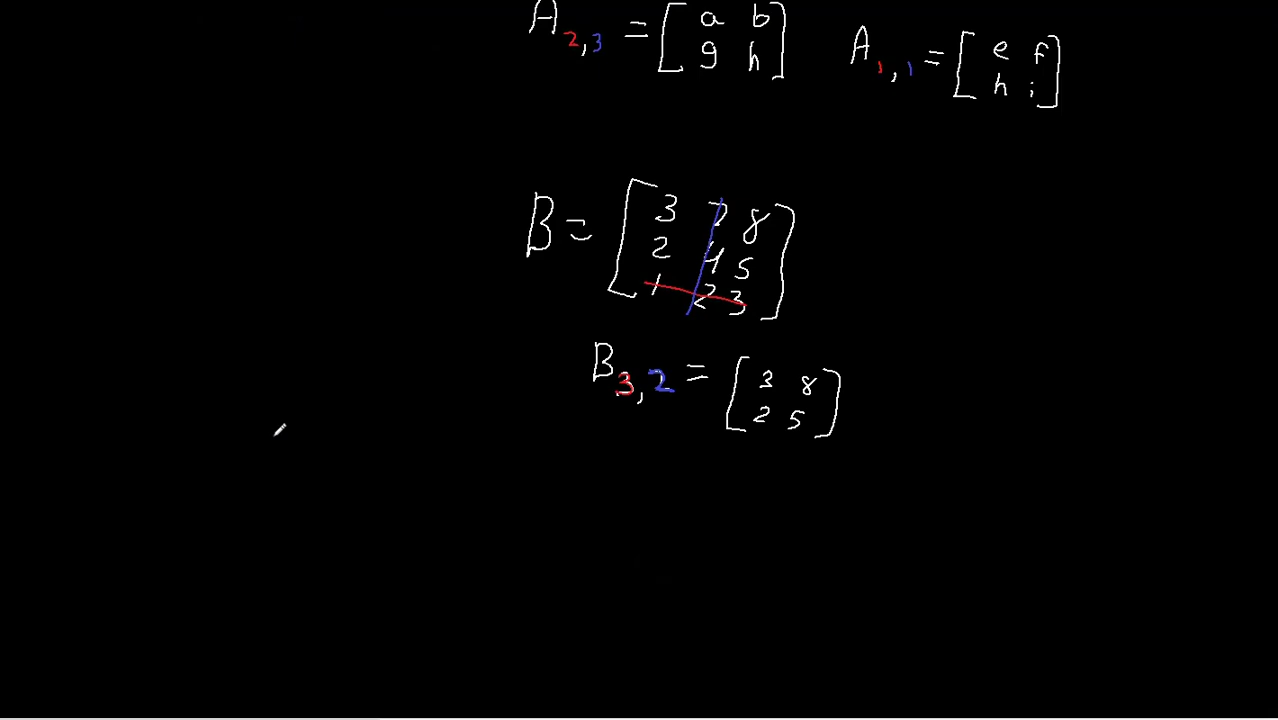 A2,3 = [a b
g h]
A1,1 = [e f
h i]
B = [3 7 8
2 4 5
1 2 3]
B3,2 = [3 8
2 5]